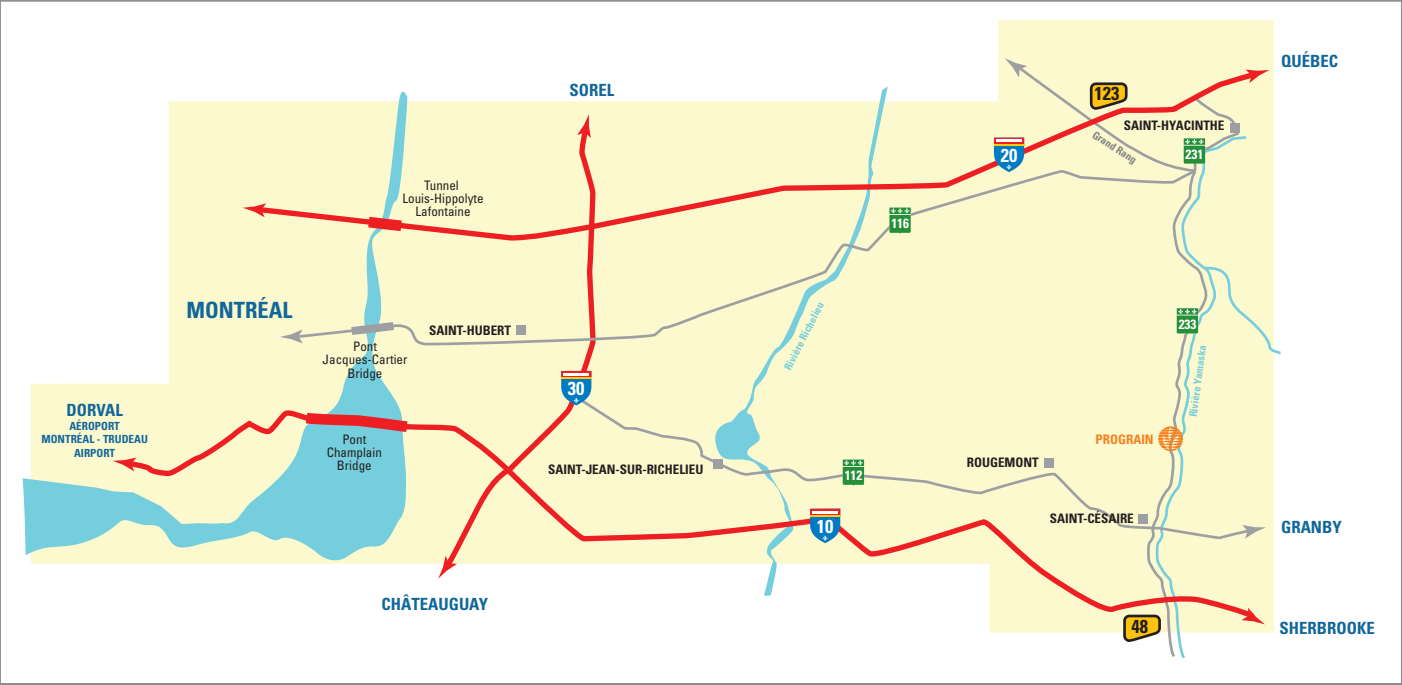 QUÉBEC
SOREL
123
SAINT-HYACINTHE
Grand Rang
231
20
Tunnel
Louis-Hippolyte
Lafontaine
116
MONTRÉAL
SAINT-HUBERT
233
Pont
Jacques-Cartier
Bridge
Rivière Richelieu
Rivière Yamaska
30
DORVAL
AÉROPORT
MONTRÉAL - TRUDEAU
AIRPORT
Pont
Champlain
Bridge
PROGRAIN
SAINT-JEAN-SUR-RICHELIEU
112
ROUGEMONT
SAINT-CÉSAIRE
10
GRANBY
CHÂTEAUGUAY
48
SHERBROOKE